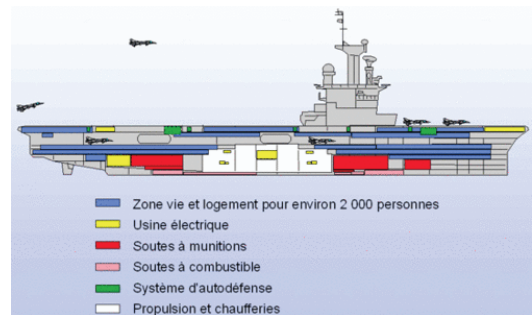 Zone vie et logement pour environ 2 000 personnes
Usine électrique
Soutes à munitions
Soutes à combustible
Système d'autodéfense
Propulsion et chaufferies